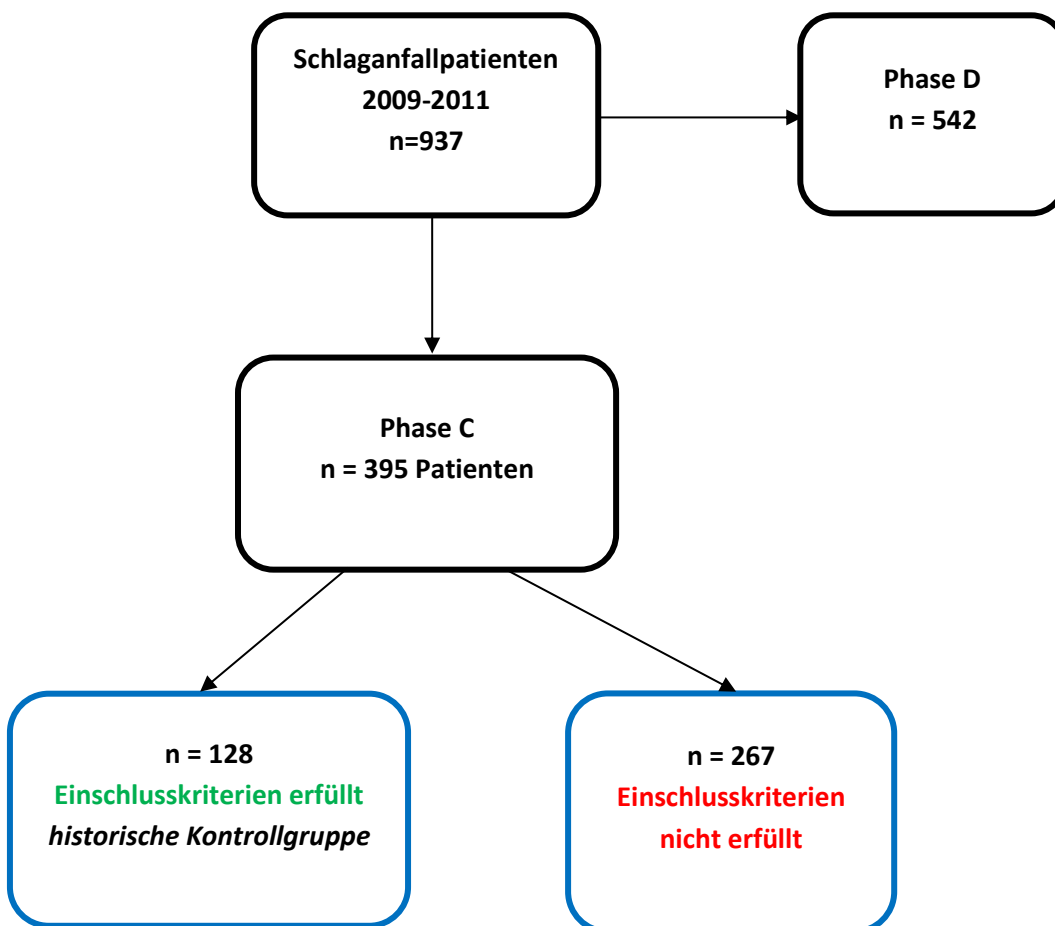 Schlaganfallpatienten
2009-2011
n=937
Phase D
n = 542
Phase C
n = 395 Patienten
n = 128
Einschlusskriterien erfüllt
historische Kontrollgruppe
n = 267
Einschlusskriterien
nicht erfüllt